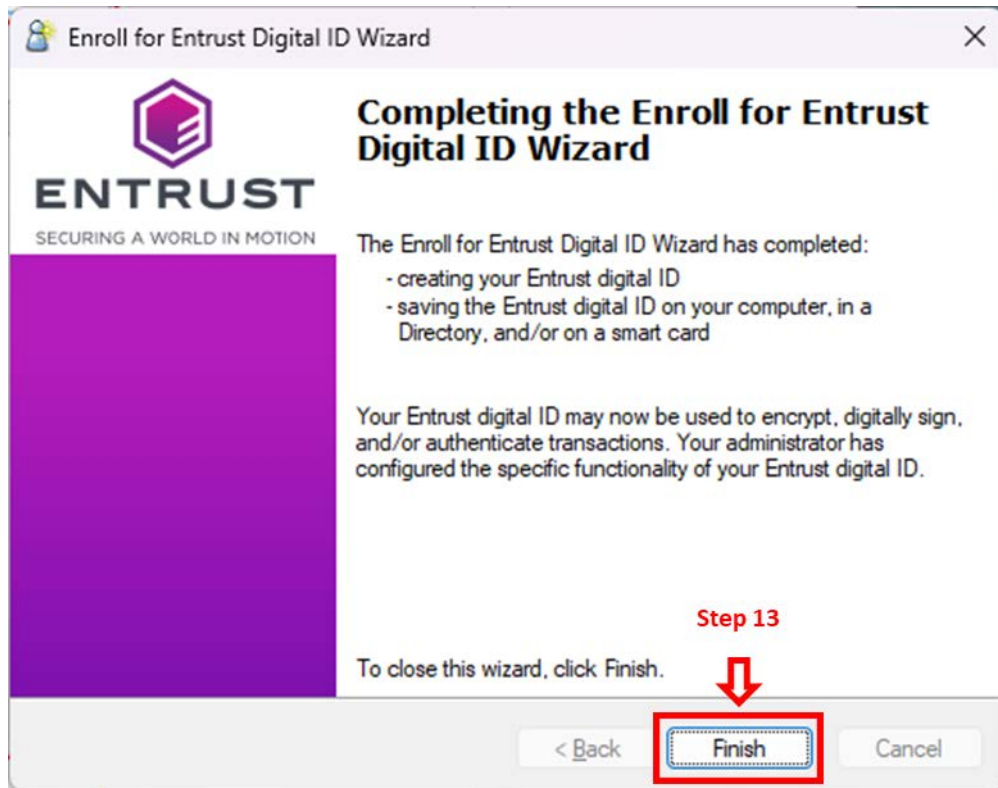 Enroll for Entrust Digital ID Wizard
ENTRUST
SECURING A WORLD IN MOTION
Completing the Enroll for Entrust
Digital ID Wizard
The Enroll for Entrust Digital ID Wizard has completed:
- creating your Entrust digital ID
- saving the Entrust digital ID on your computer, in a
Directory, and/or on a smart card
Your Entrust digital ID may now be used to encrypt, digitally sign,
and/or authenticate transactions. Your administrator has
configured the specific functionality of your Entrust digital ID.
Step 13
To close this wizard, click Finish.
< Back
Finish
Cancel